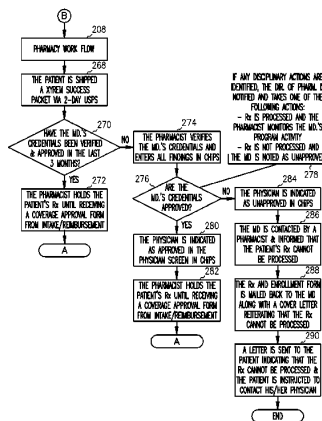 B
208
PHARMACY WORK FLOW
268
THE PATIENT IS SHIPPED
A XYREM SUCCESS
PACKET VIA 2-DAY USPS
270
HAVE THE MD.'S
CREDENTIALS BEEN VERIFIED
& APPROVED IN THE LAST
3 MONTHS?
NO
YES
272
THE PHARMACIST HOLDS THE
PATIENT'S Rx UNTIL RECEIVING
A COVERAGE APPROVAL FORM
FROM INTAKE/REIMBURSEMENT
A
274
THE PHARMACIST VERIFIES
THE MD'S CREDENTIALS AND
ENTERS ALL FINDINGS IN CHIPS
276
ARE THE
MD.'S CREDENTIALS
APPROVED?
NO
YES
280
THE PHYSICIAN IS INDICATED
AS APPROVED IN THE
PHYSICIAN SCREEN IN CHIPS
282
THE PHARMACIST HOLDS THE
PATIENT'S Rx UNTIL RECEIVING
A COVERAGE APPROVAL FORM
FROM INTAKE/REIMBURSEMENT
A
IF ANY DISCIPLINARY ACTIONS ARE
IDENTIFIED, THE DIR. OF PHARM. IS
NOTIFIED AND TAKES ONE OF THE
FOLLOWING ACTIONS:
- Rx IS PROCESSED AND THE
PHARMACIST MONITORS THE MD.'S
PROGRAM ACTIVITY
- Rx IS NOT PROCESSED AND
THE MD IS NOTED AS UNAPPROVED
278
284
THE PHYSICIAN IS INDICATED
AS UNAPPROVED IN CHIPS
286
THE MD IS CONTACTED BY A
PHARMACIST & INFORMED THAT
THE PATIENT'S Rx CANNOT
BE PROCESSED
288
THE Rx AND ENROLLMENT FORM
IS MAILED BACK TO THE MD
ALONG WITH A COVER LETTER
REITERATING THAT THE Rx
CANNOT BE PROCESSED
290
A LETTER IS SENT TO THE
PATIENT INDICATING THAT THE
Rx CANNOT BE PROCESSED &
THE PATIENT IS INSTRUCTED TO
CONTACT HIS/HER PHYSICIAN
END